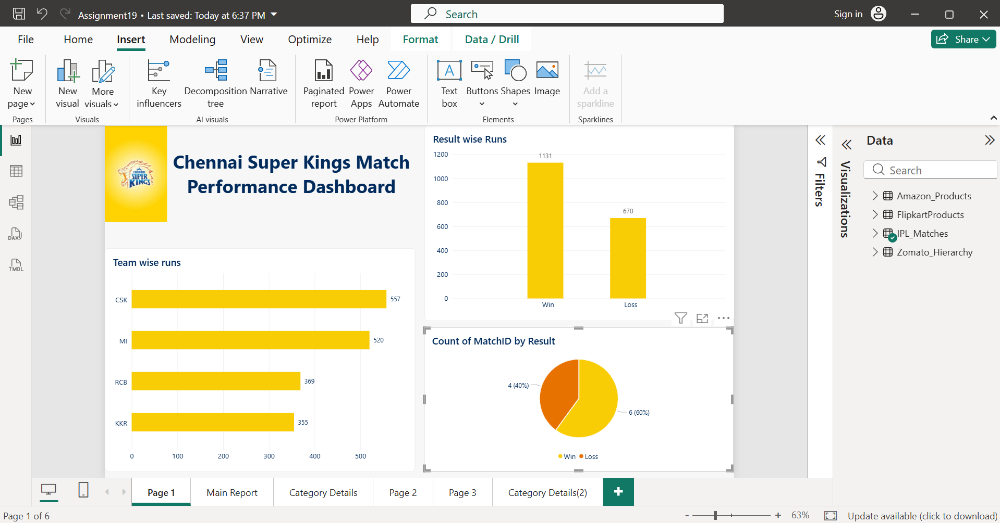 Assignment19 • Last saved: Today at 6:37 PM
Search
Sign in
File Home Insert Modeling View Optimize Help Format Data / Drill
Share
New page
Pages
New visual
More visuals
Visuals
Key influencers
Decomposition tree
Narrative
AI visuals
Paginated report
Power Apps
Power Automate
Power Platform
Text box
Buttons
Shapes
Image
Elements
Add a sparkline
Sparklines
DAX
TMDL
CHENNAI
SUPER
KINGS
Chennai Super Kings Match
Performance Dashboard
Result wise Runs
1200
1000
800
600
400
200
0
1131
670
Win Loss
Team wise runs
CSK 557
MI 520
RCB 369
KKR 355
0 100 200 300 400 500
Count of MatchID by Result
4 (40%)
6 (60%)
Win Loss
Filters
Visualizations
Data
Search
Amazon_Products
FlipkartProducts
IPL_Matches
Zomato_Hierarchy
Page 1 Main Report Category Details Page 2 Page 3 Category Details(2) +
Page 1 of 6
- + 63%
Update available (click to download)